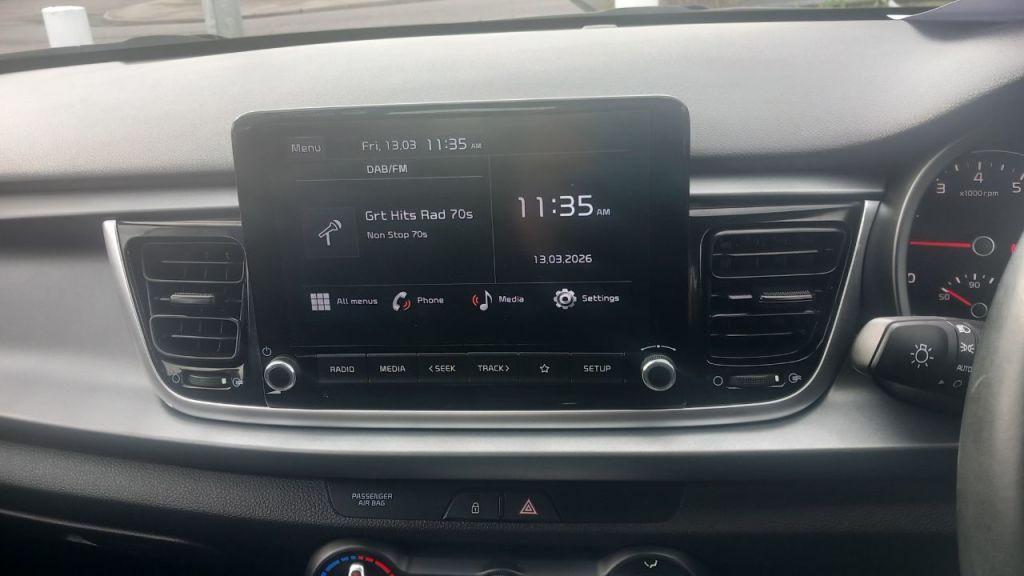 Menu
Fri, 13.03 11:35 AM
DAB/FM
Grt Hits Rad 70s
Non Stop 70s
11:35 AM
13.03.2026
All menus
Phone
Media
Settings
RADIO
MEDIA
< SEEK
TRACK >
SETUP
PASSENGER
AIR BAG
3
4
5
x1000rpm
0
50
90
AUTO